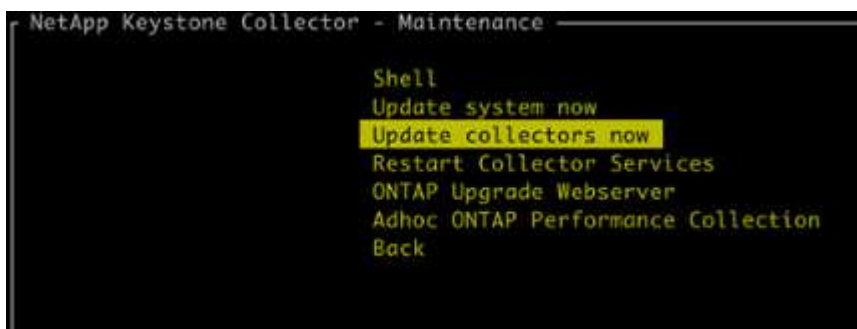 NetApp Keystone Collector - Maintenance
Shell
Update system now
Update collectors now
Restart Collector Services
ONTAP Upgrade Webserver
Adhoc ONTAP Performance Collection
Back